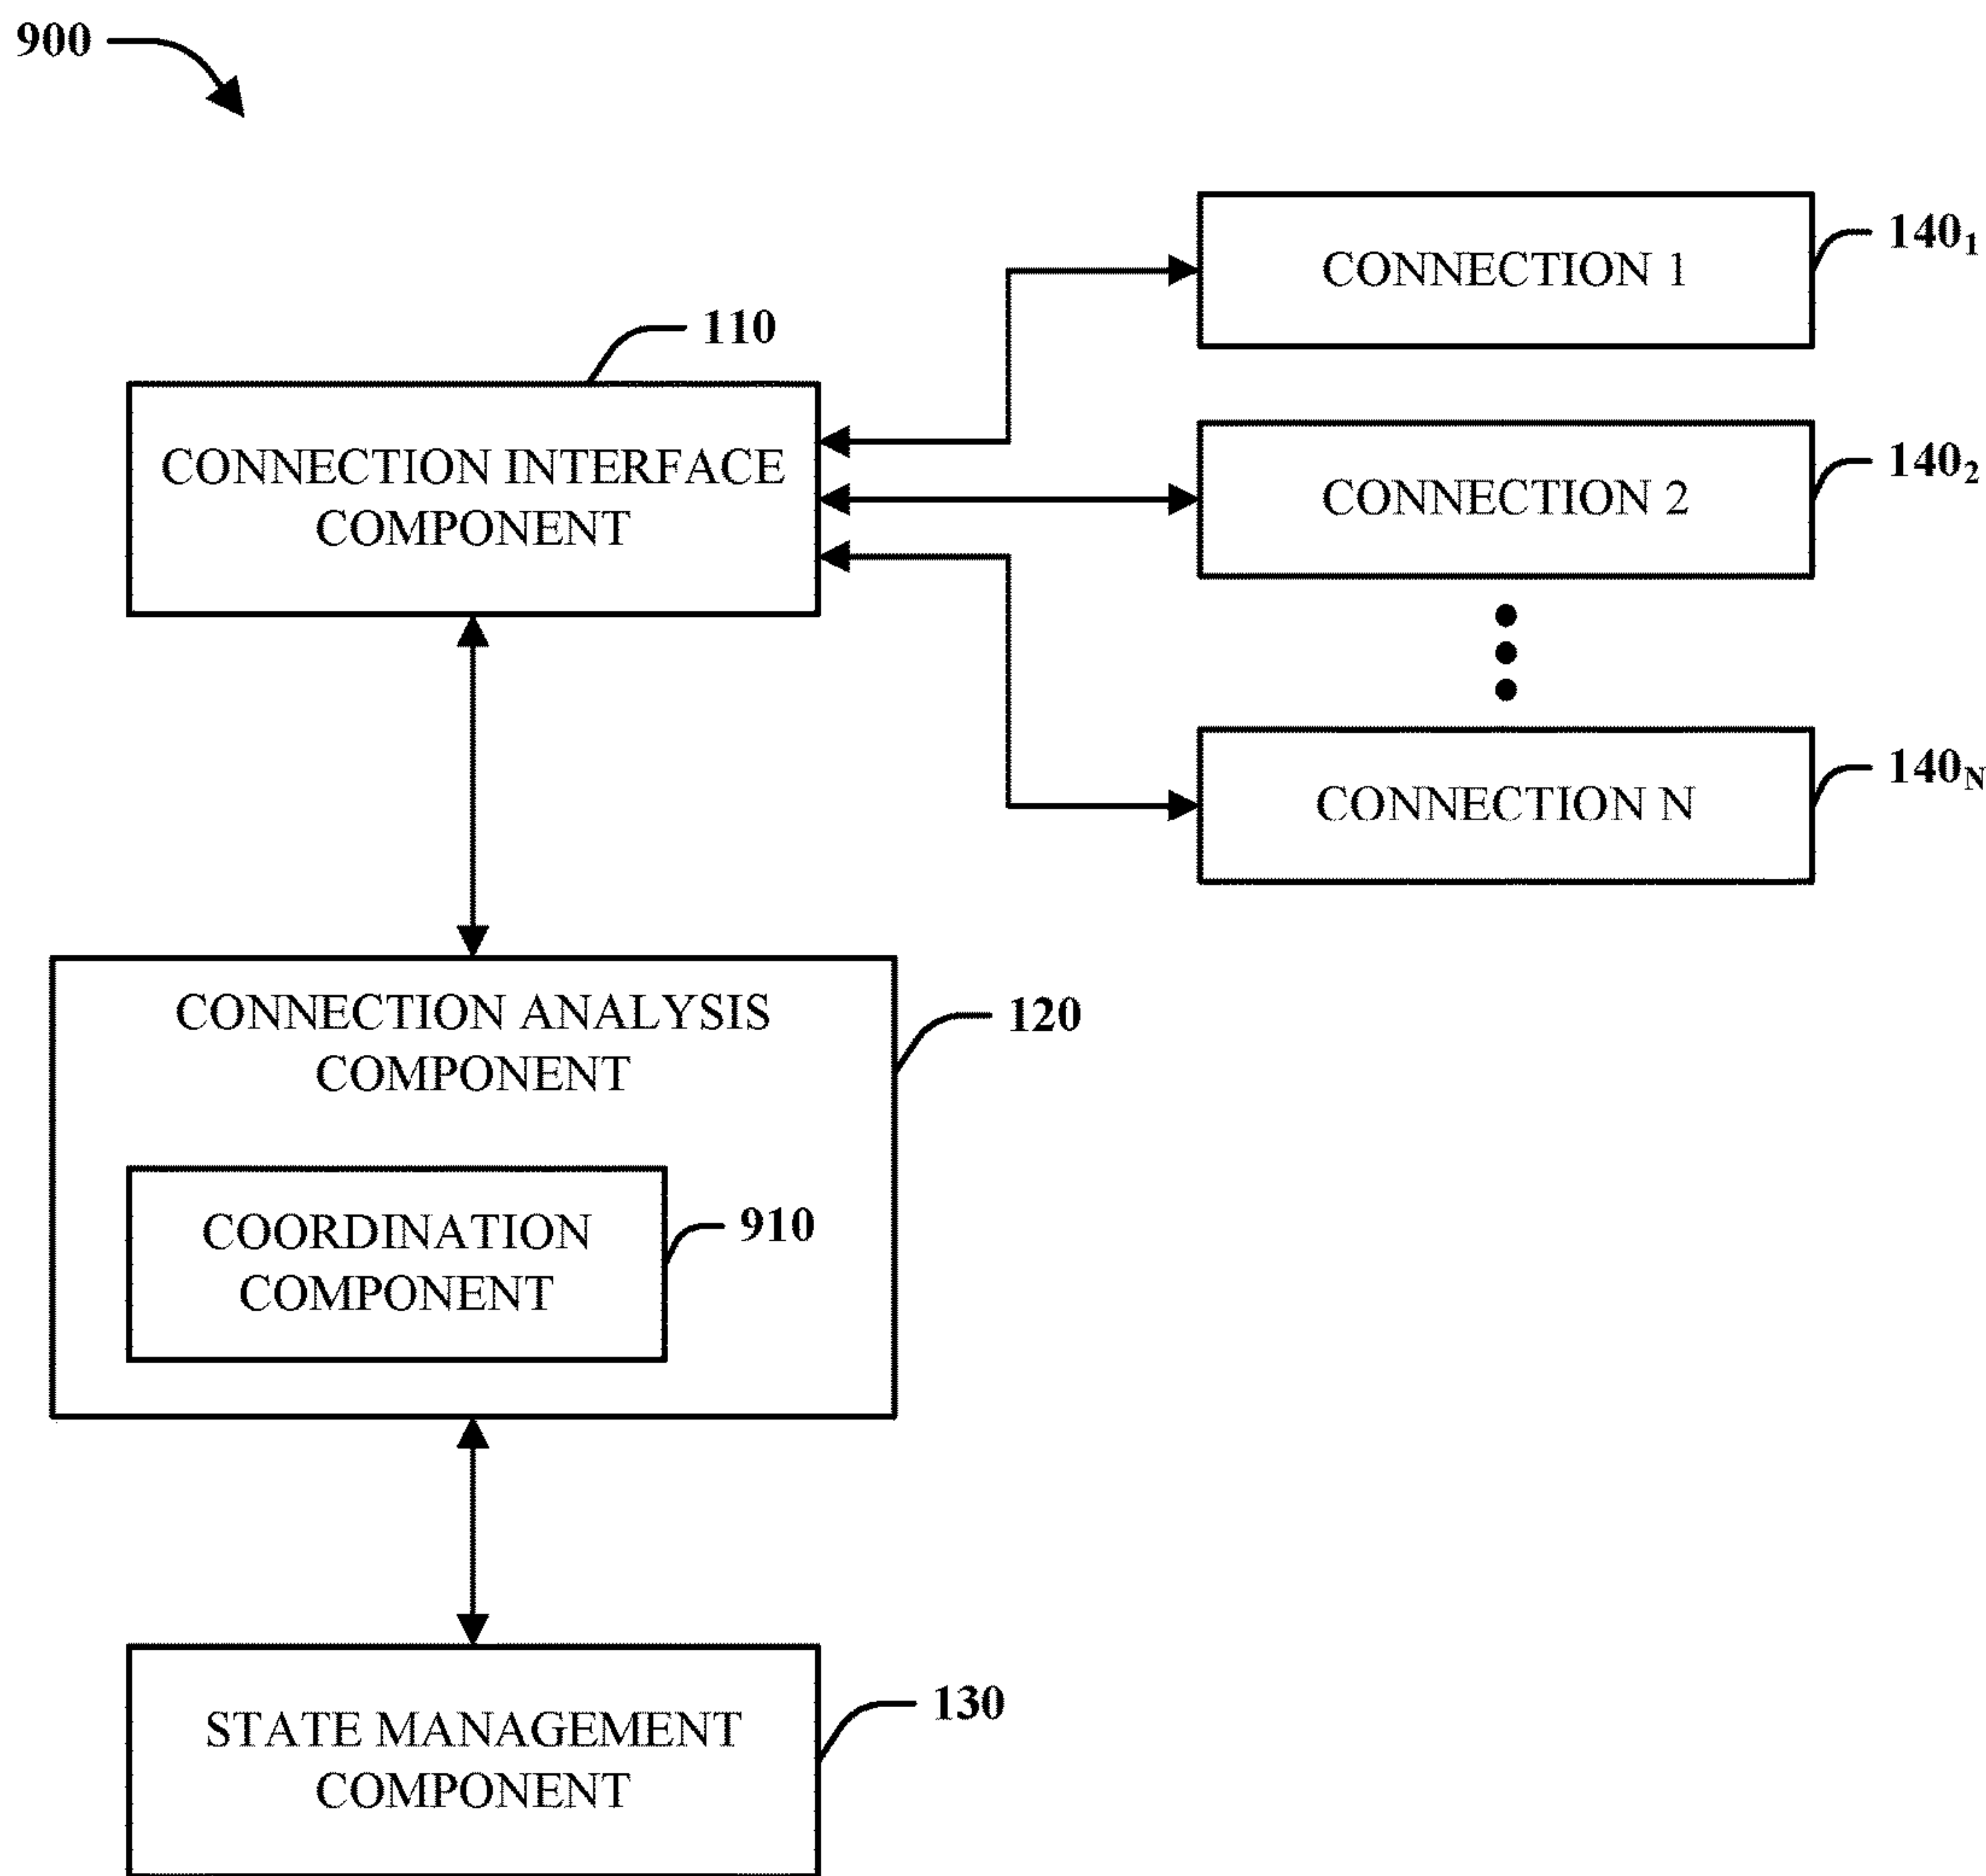 900
CONNECTION 1
140₁
110
CONNECTION INTERFACE
COMPONENT
CONNECTION 2
140₂
CONNECTION N
140_N
CONNECTION ANALYSIS
COMPONENT
120
COORDINATION
COMPONENT
910
STATE MANAGEMENT
COMPONENT
130